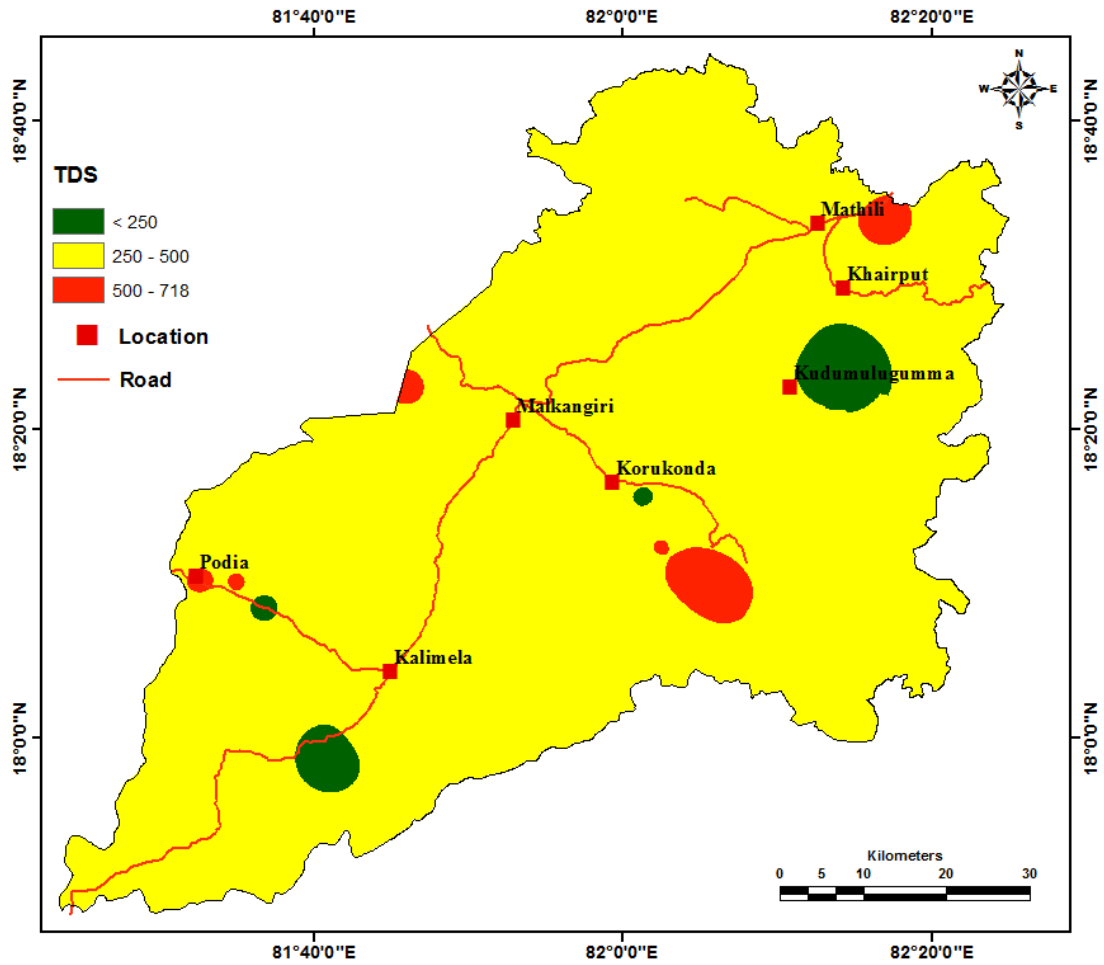 81°40'0"E 82°0'0"E 82°20'0"E
N
W E
S
18°40'0"N 18°40'0"N
TDS
< 250
250 - 500
500 - 718
Location
Road
Mathili
Khairput
Kudumulugumma
Malkangiri
18°20'0"N 18°20'0"N
Korukonda
Podia
Kalimela
18°0'0"N 18°0'0"N
Kilometers
0 5 10 20 30
81°40'0"E 82°0'0"E 82°20'0"E